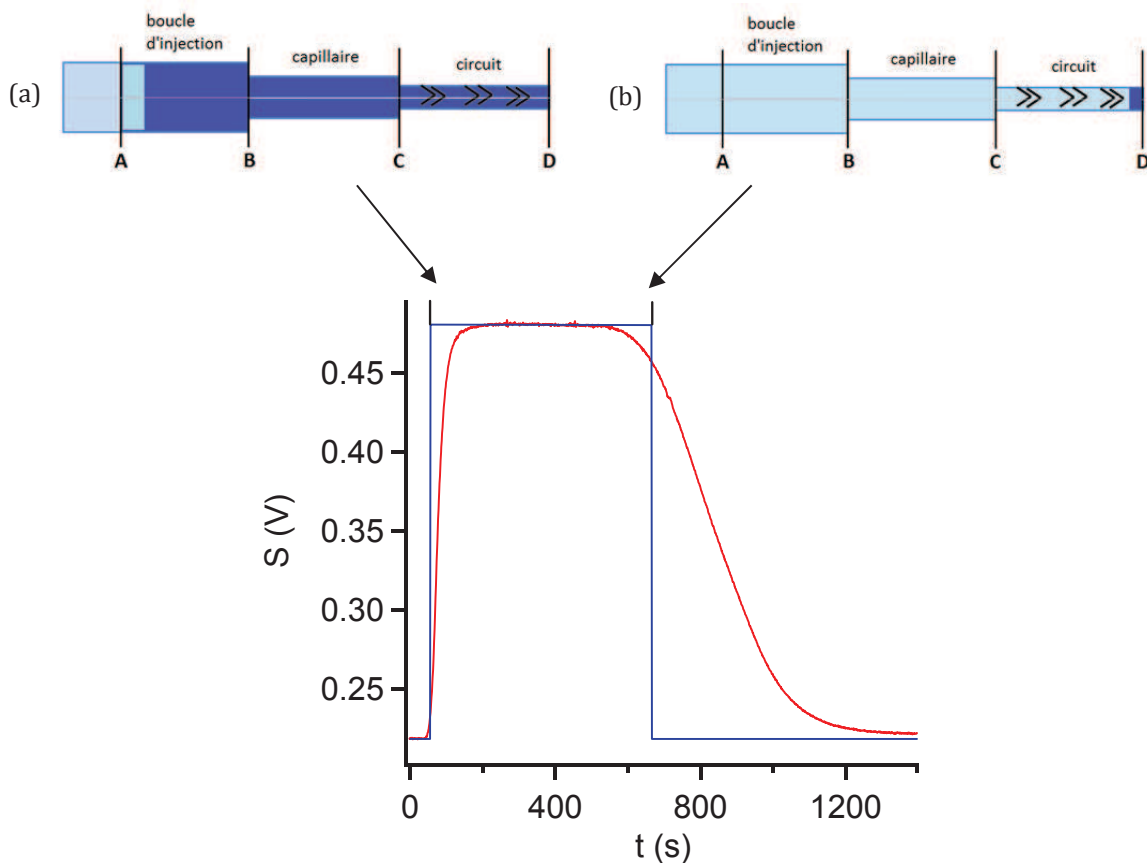 boucle
d'injection
capillaire
circuit
(a)
A
B
C
D
boucle
d'injection
capillaire
circuit
(b)
A
B
C
D
0.45
0.40
0.35
0.30
0.25
S (V)
0
400
800
1200
t (s)